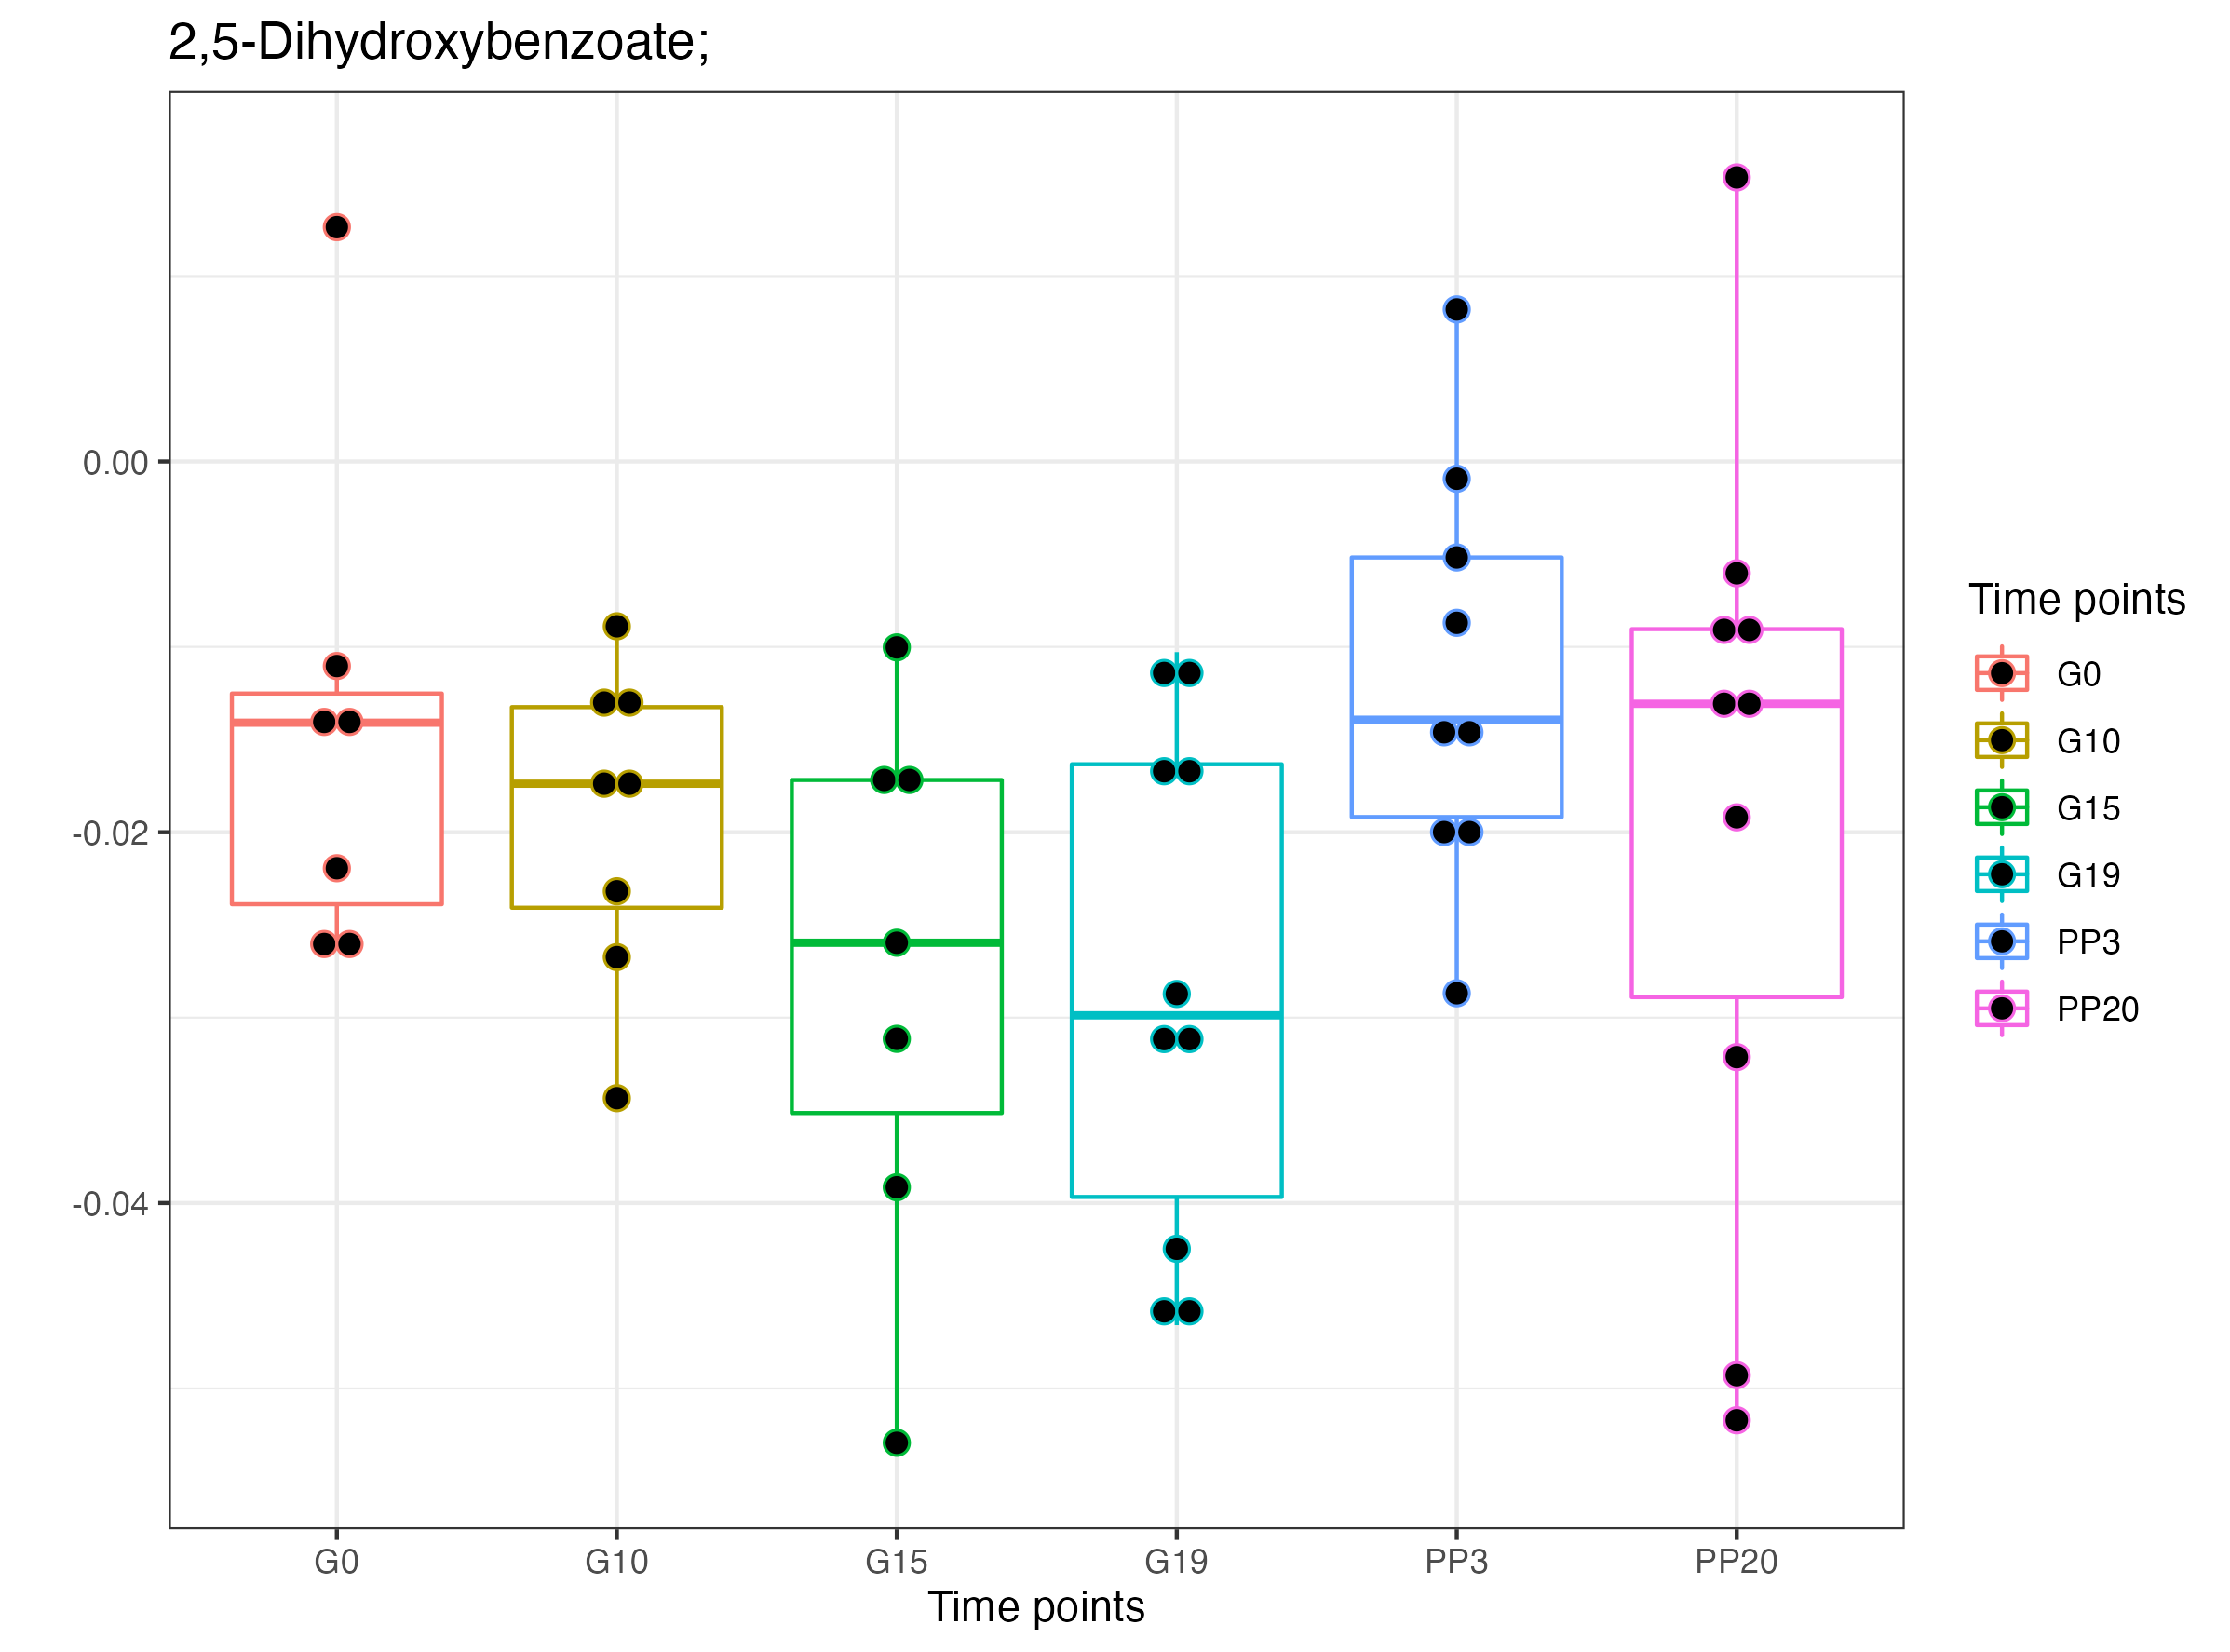 2,5-Dihydroxybenzoate;
0.00
-0.02
-0.04
G0
G10
G15
G19
PP3
PP20
Time points
Time points
G0
G10
G15
G19
PP3
PP20